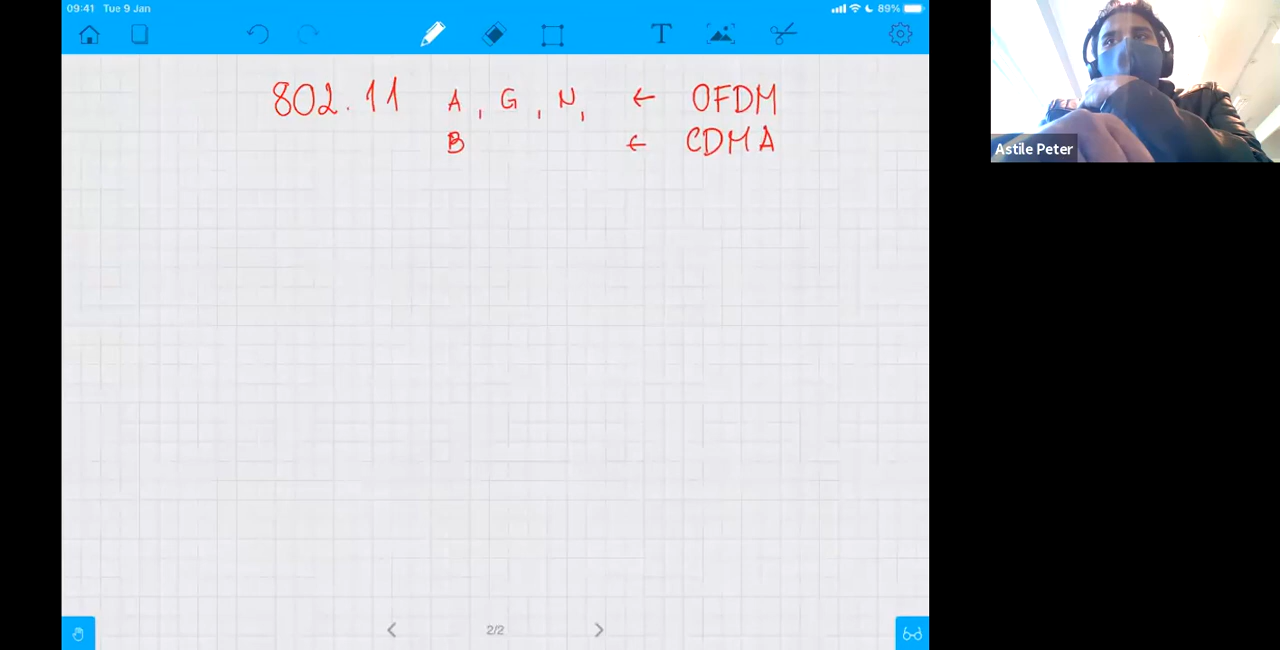 09:41 Tue 9 Jan 89%
T
802.11 A, G, N, ← OFDM
B ← CDMA
Astile Peter
2/2